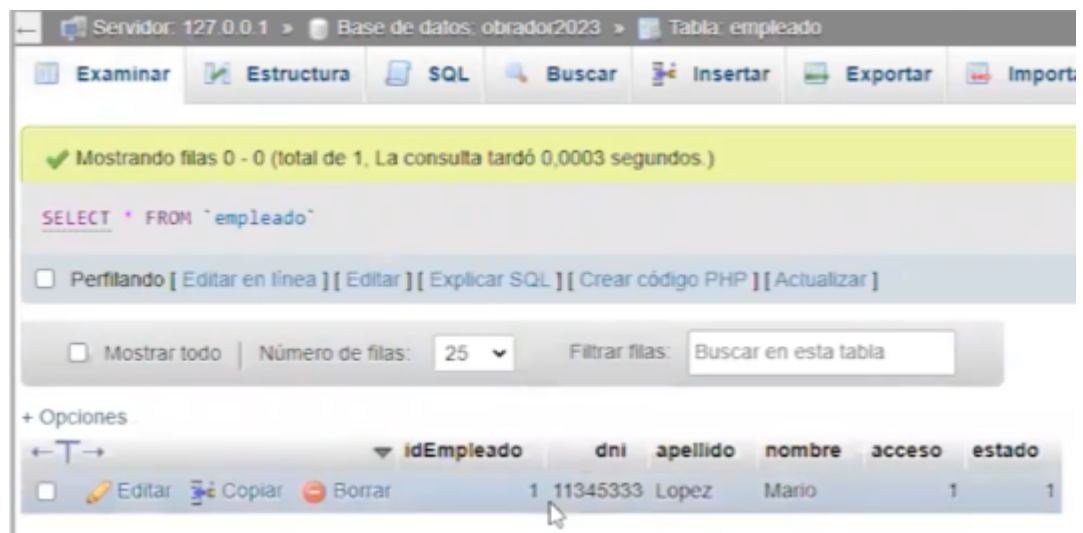 Servidor: 127.0.0.1 » Base de datos: obrador2023 » Tabla: empleado
Examinar Estructura SQL Buscar Insertar Exportar Importa
Mostrando filas 0 - 0 (total de 1, La consulta tardó 0,0003 segundos.)
SELECT * FROM `empleado`
Perfilando [ Editar en línea ] [ Editar ] [ Explicar SQL ] [ Crear código PHP ] [ Actualizar ]
Mostrar todo | Número de filas: 25 Filtrar filas: Buscar en esta tabla
+ Opciones
←T→ idEmpleado dni apellido nombre acceso estado
Editar Copiar Borrar 1 11345333 Lopez Mario 1 1